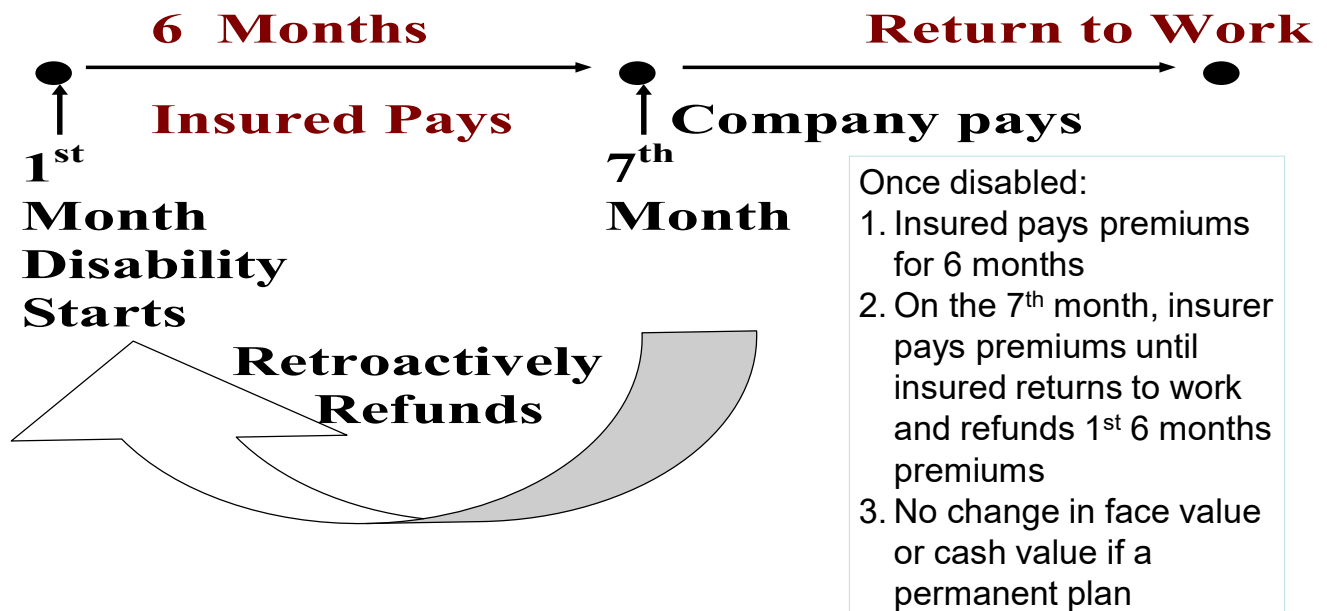 6 Months
Return to Work
Insured Pays
Company pays
1st
Month
Disability
Starts
7th
Month
Retroactively
Refunds
Once disabled:
1. Insured pays premiums
for 6 months
2. On the 7th month, insurer
pays premiums until
insured returns to work
and refunds 1st 6 months
premiums
3. No change in face value
or cash value if a
permanent plan